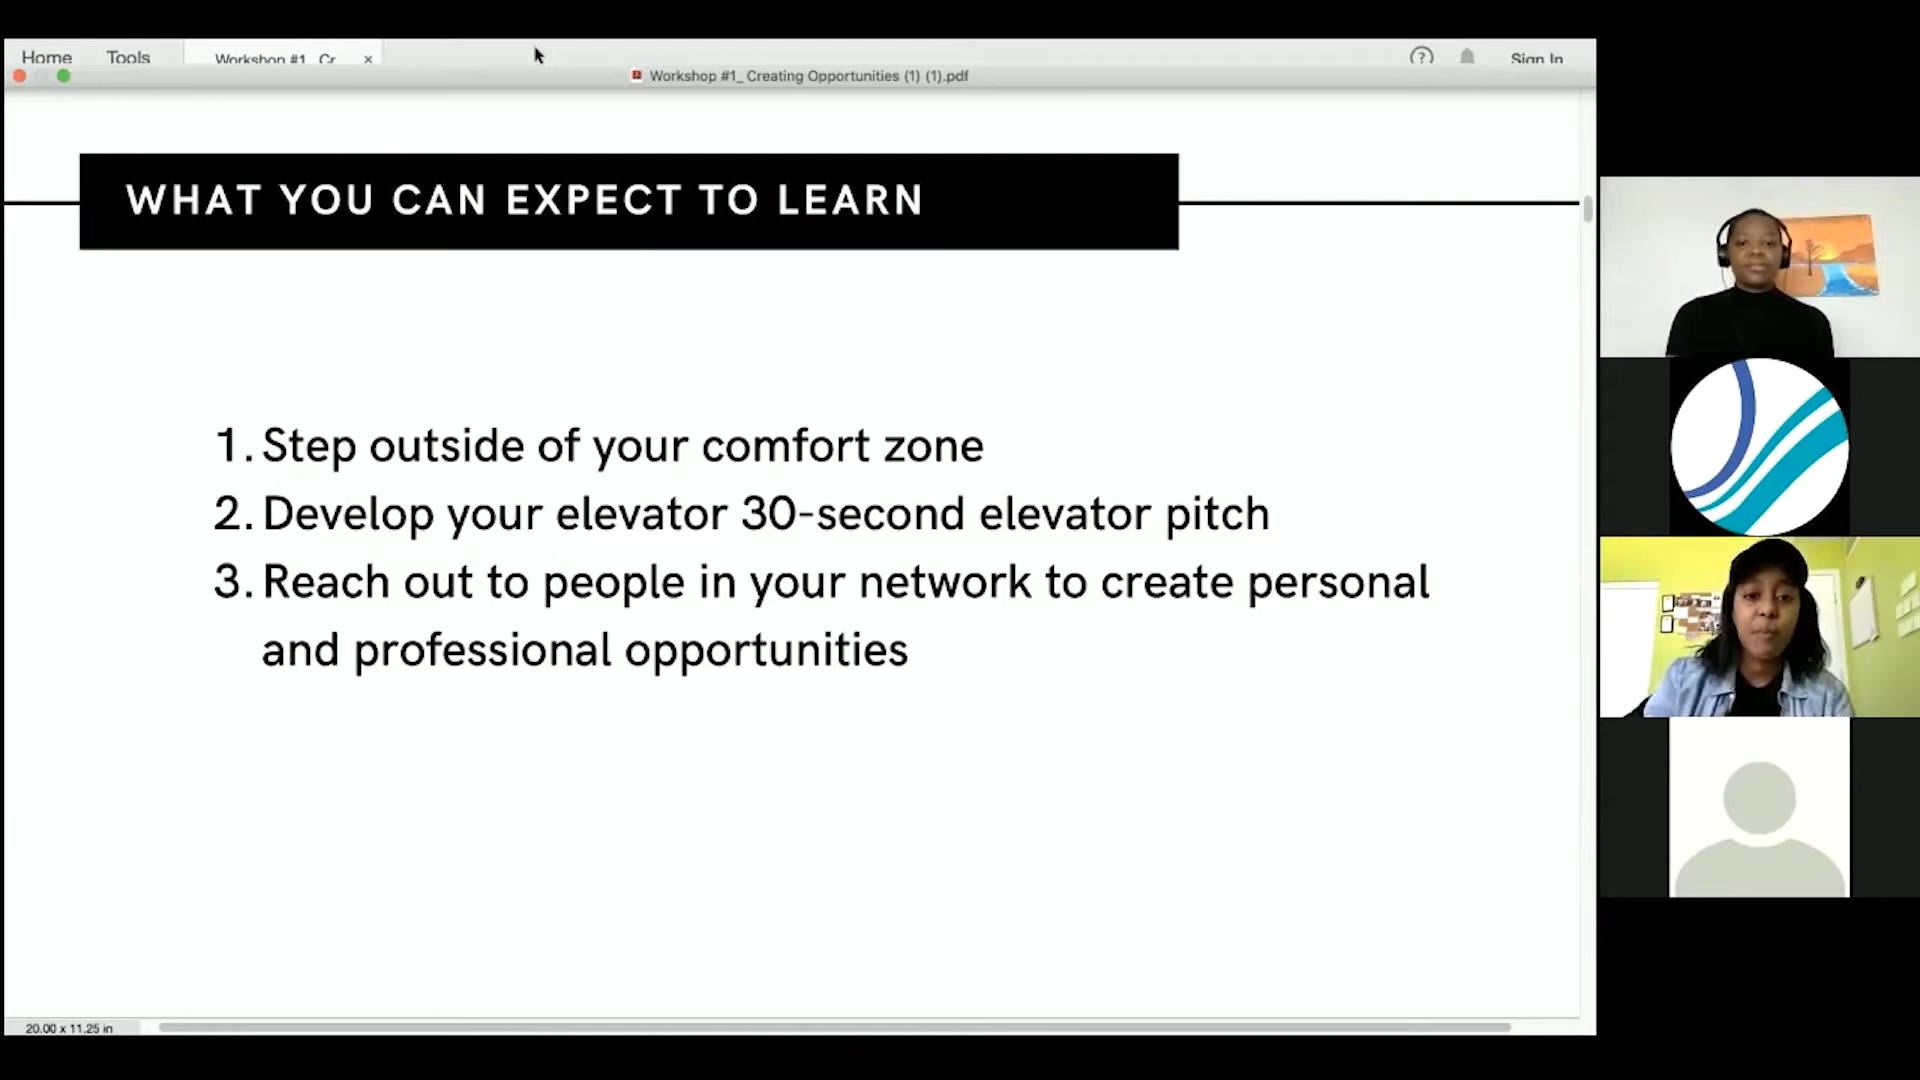 Home Tools Workshop #1_ Cr... × ? Sign In
Workshop #1_ Creating Opportunities (1) (1).pdf
WHAT YOU CAN EXPECT TO LEARN
1. Step outside of your comfort zone
2. Develop your elevator 30-second elevator pitch
3. Reach out to people in your network to create personal
and professional opportunities
20.00 x 11.25 in